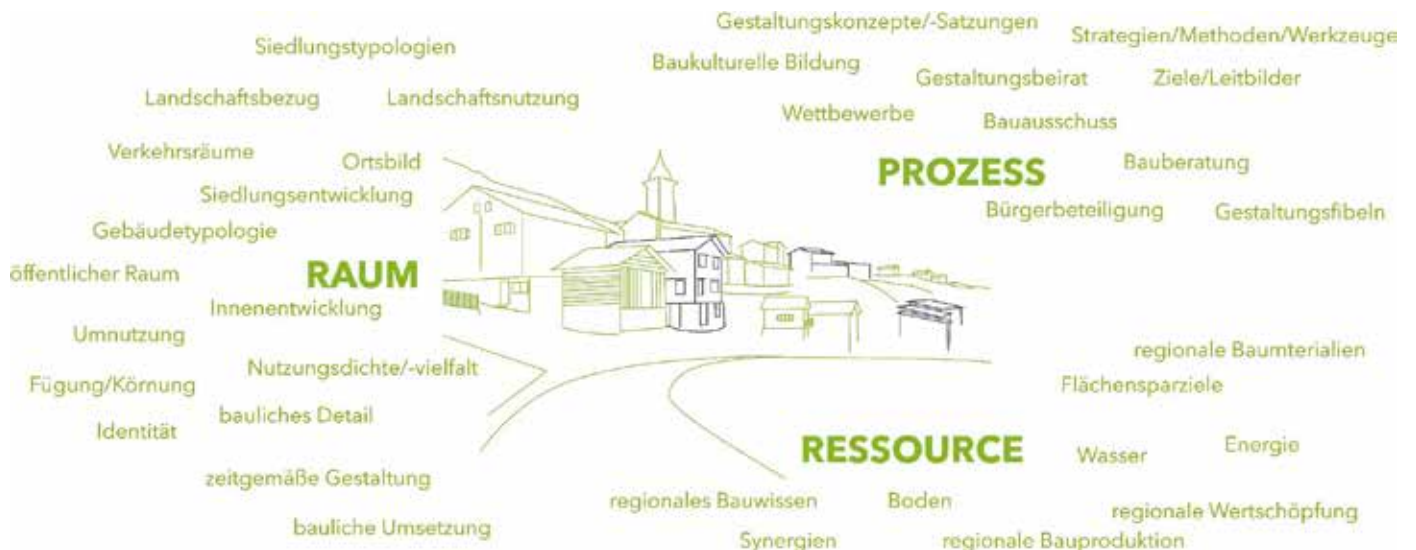 Gestaltungskonzepte/-Satzungen
Siedlungstypologien
Strategien/Methoden/Werkzeuge
Baukulturelle Bildung
Gestaltungsbeirat
Ziele/Leitbilder
Landschaftsbezug
Landschaftsnutzung
Wettbewerbe
Bauausschuss
Verkehrsräume
Ortsbild
PROZESS
Bauberatung
Siedlungsentwicklung
Bürgerbeteiligung
Gestaltungsfibeln
Gebäudetypologie
öffentlicher Raum
RAUM
Innenentwicklung
Umnutzung
regionale Baumterialien
Nutzungsdichte/-vielfalt
Fügung/Körnung
Flächensparziele
bauliches Detail
Identität
RESSOURCE
Wasser
Energie
zeitgemäße Gestaltung
regionales Bauwissen
Boden
regionale Wertschöpfung
bauliche Umsetzung
Synergien
regionale Bauproduktion